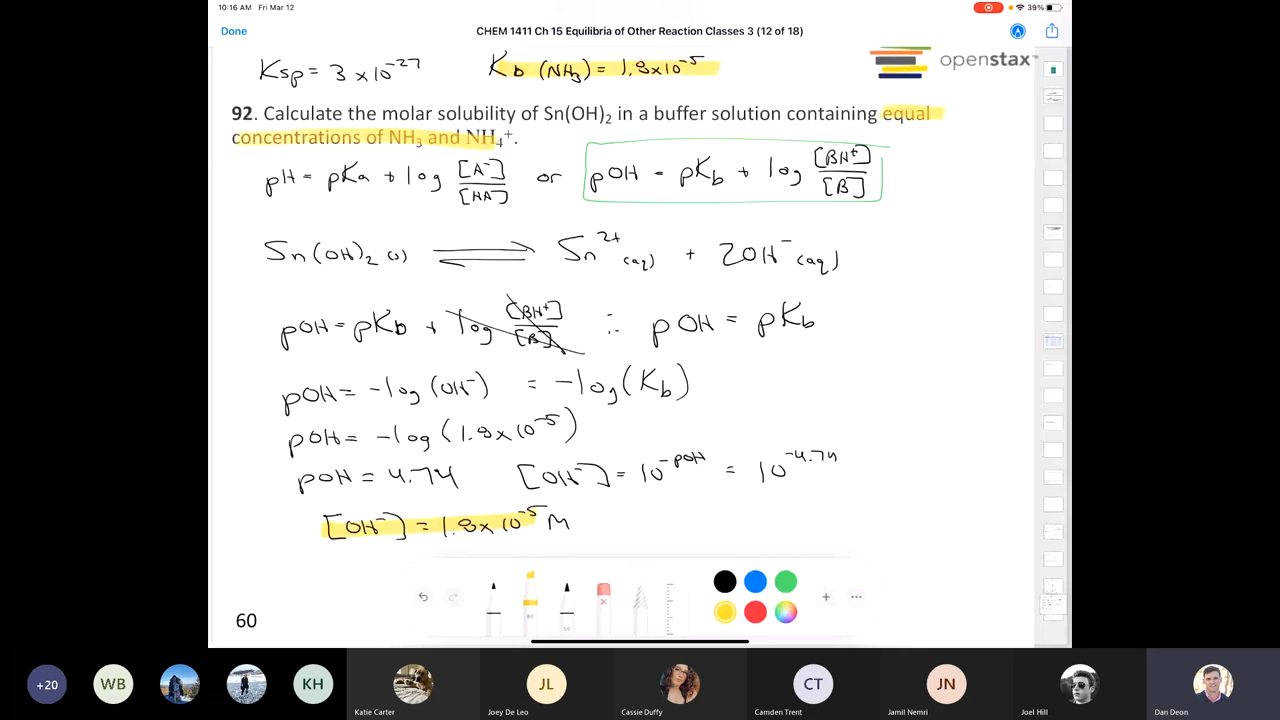 10:16 AM Fri Mar 12
39%
Done
CHEM 1411 Ch 15 Equilibria of Other Reaction Classes 3 (12 of 18)
Ksp = 3 x 10⁻²⁷ Kb (NH₃) = 1.8x10⁻⁵
openstax™
92. Calculate the molar solubility of Sn(OH)₂ in a buffer solution containing equal
concentrations of NH₃ and NH₄⁺.
pH = pKa + log [A⁻]/[HA] or pOH = pKb + log [BH⁺]/[B]
Sn(OH)₂ (s) ⇌ Sn²⁺ (aq) + 2OH⁻ (aq)
pOH = pKb + log [BH⁺]/[B] ∴ pOH = pKb
pOH = -log(OH⁻) = -log(Kb)
pOH = -log(1.8x10⁻⁵)
pOH = 4.74 [OH⁻] = 10^-pOH = 10^-4.74
[OH⁻] = 1.8x10⁻⁵ M
60
+20
WB
KH
JL
CT
JN
Katie Carter
Joey De Leo
Cassie Duffy
Camden Trent
Jamil Nemri
Joel Hill
Dan Deon